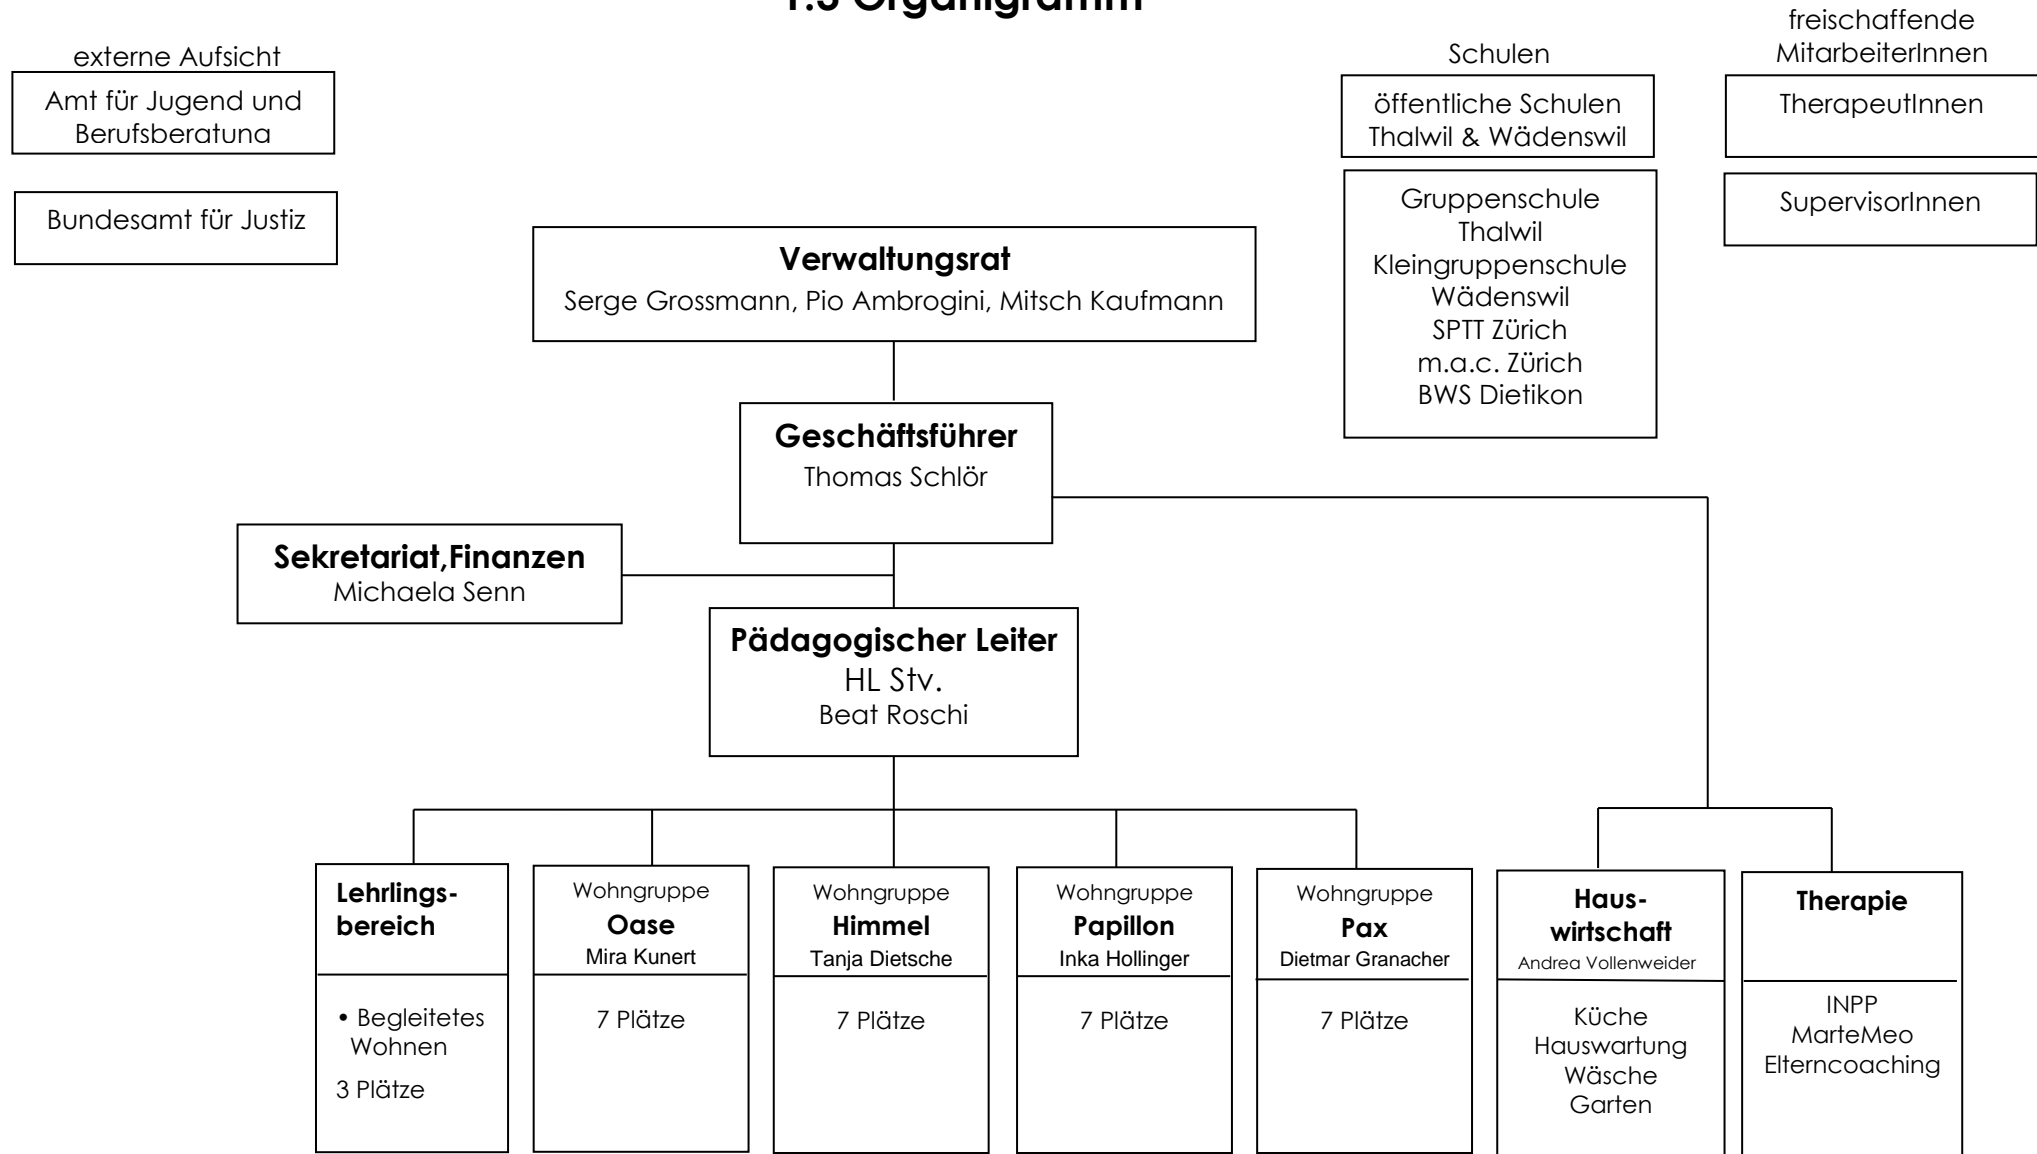 1.3 Organigramm
externe Aufsicht
Amt für Jugend und
Berufsberatung
Bundesamt für Justiz
Schulen
öffentliche Schulen
Thalwil & Wädenswil
Gruppenschule
Thalwil
Kleingruppenschule
Wädenswil
SPTT Zürich
m.a.c. Zürich
BWS Dietikon
freischaffende
MitarbeiterInnen
TherapeutInnen
SupervisorInnen
Verwaltungsrat
Serge Grossmann, Pio Ambrogini, Mitsch Kaufmann
Geschäftsführer
Thomas Schlör
Sekretariat,Finanzen
Michaela Senn
Pädagogischer Leiter
HL Stv.
Beat Roschi
Lehrlings-
bereich
• Begleitetes
Wohnen
3 Plätze
Wohngruppe
Oase
Mira Kunert
7 Plätze
Wohngruppe
Himmel
Tanja Dietsche
7 Plätze
Wohngruppe
Papillon
Inka Hollinger
7 Plätze
Wohngruppe
Pax
Dietmar Granacher
7 Plätze
Haus-
wirtschaft
Andrea Vollenweider
Küche
Hauswartung
Wäsche
Garten
Therapie
INPP
MarteMeo
Elterncoaching